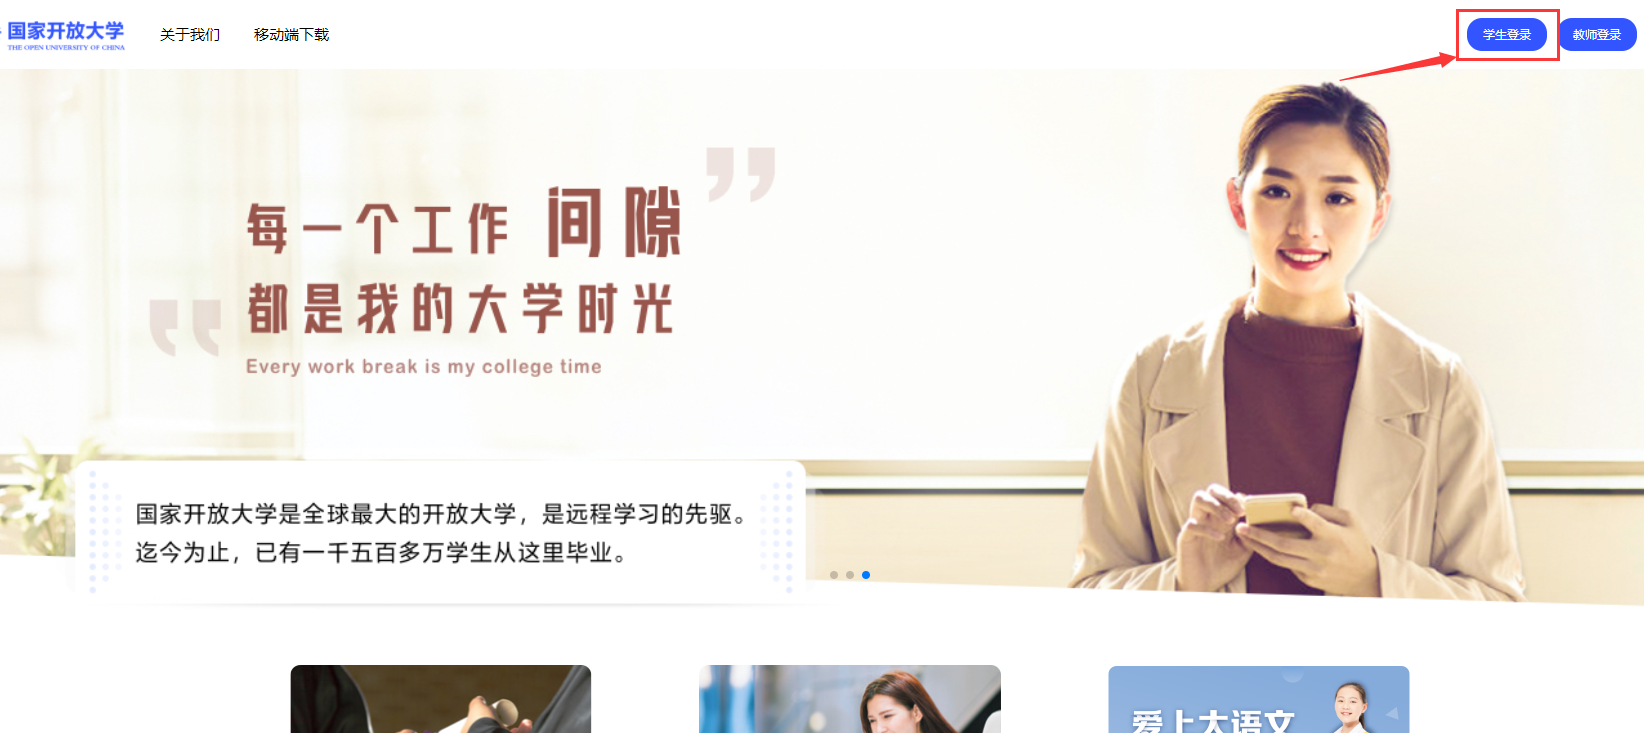 国家开放大学
THE OPEN UNIVERSITY OF CHINA
关于我们
移动端下载
学生登录
教师登录
每一个工作 间隙
都是我的大学时光
Every work break is my college time
国家开放大学是全球最大的开放大学，是远程学习的先驱。
迄今为止，已有一千五百多万学生从这里毕业。
爱上大语文